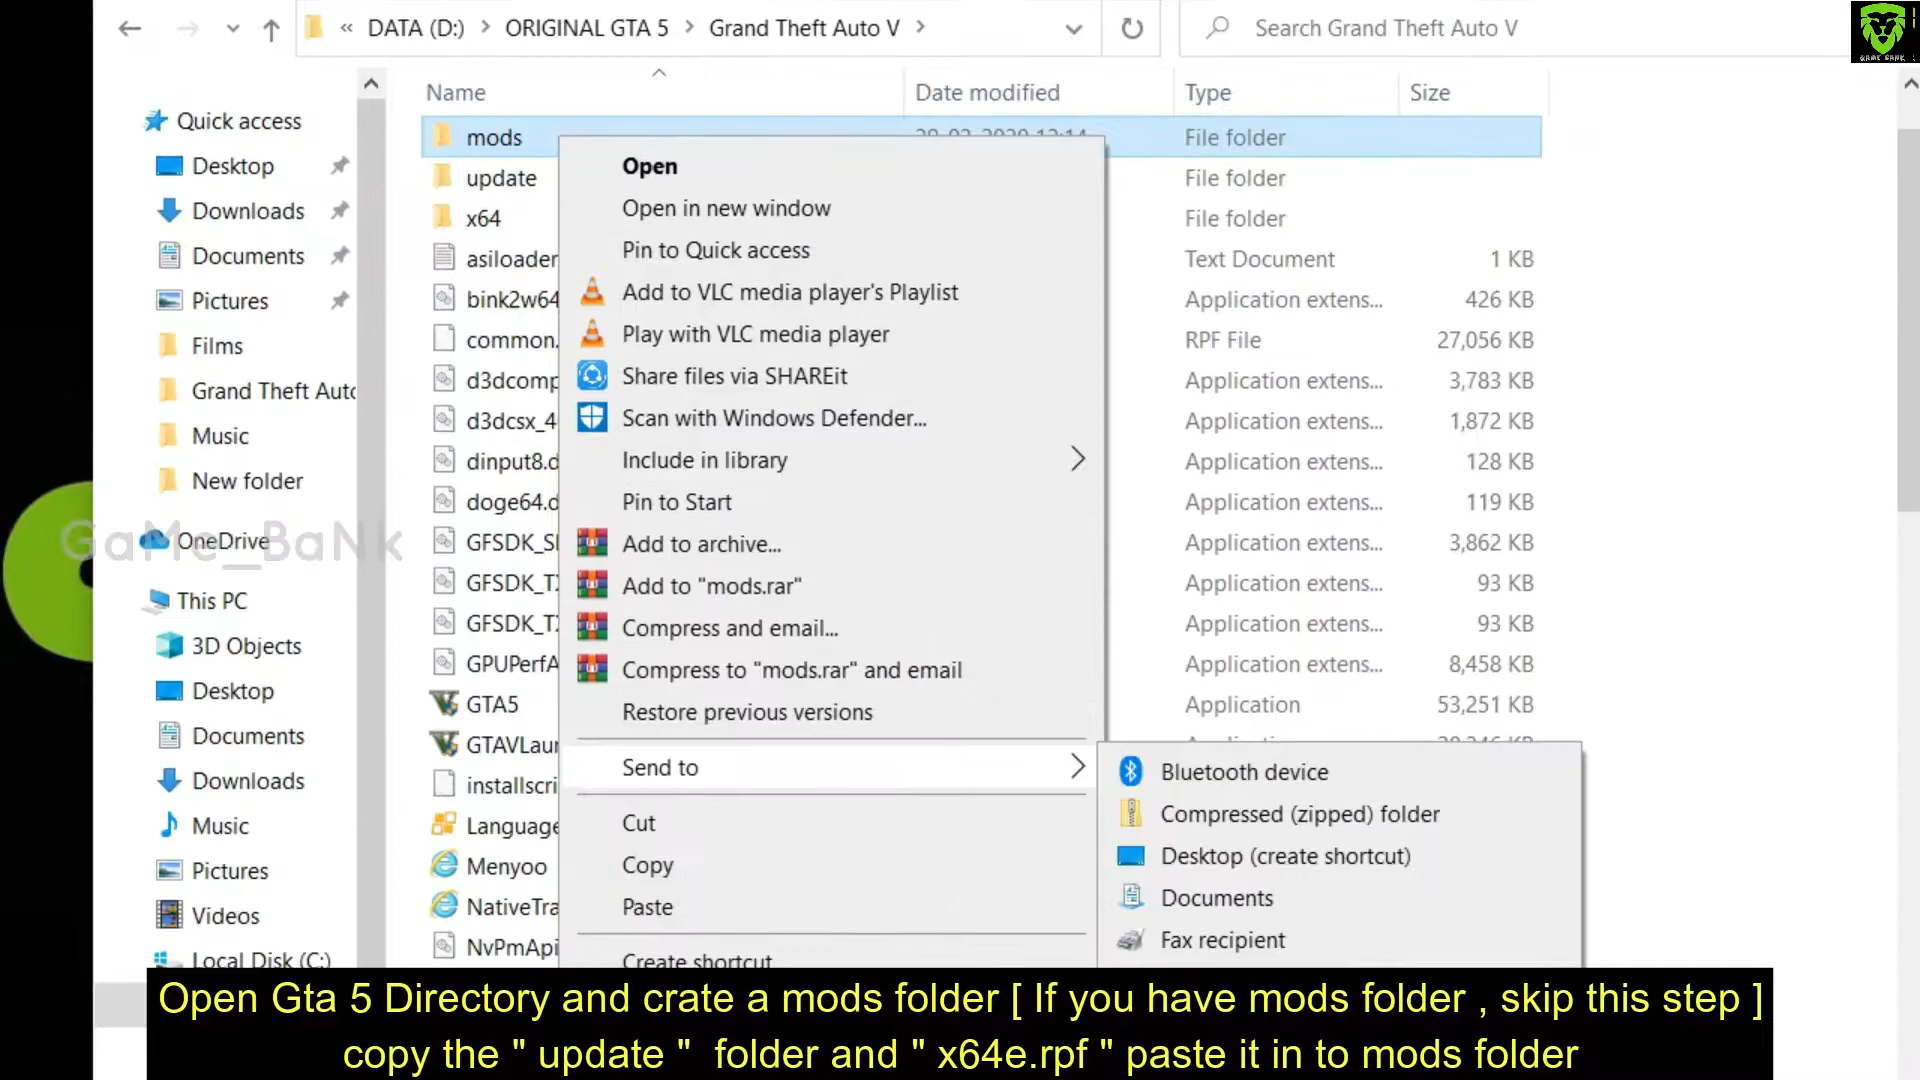 « DATA (D:) > ORIGINAL GTA 5 > Grand Theft Auto V >
Search Grand Theft Auto V
GAME BANK
Name
Date modified
Type
Size
Quick access
Desktop
Downloads
Documents
Pictures
Films
Grand Theft Auto
Music
New folder
OneDrive
GaMe_BaNk
This PC
3D Objects
Desktop
Documents
Downloads
Music
Pictures
Videos
Local Disk (C:)
mods File folder
update File folder
x64 File folder
asiloader Text Document 1 KB
bink2w64 Application extens... 426 KB
common. RPF File 27,056 KB
d3dcomp Application extens... 3,783 KB
d3dcsx_4 Application extens... 1,872 KB
dinput8.d Application extens... 128 KB
doge64.d Application extens... 119 KB
GFSDK_SI Application extens... 3,862 KB
GFSDK_TX Application extens... 93 KB
GFSDK_TX Application extens... 93 KB
GPUPerfA Application extens... 8,458 KB
GTA5 Application 53,251 KB
GTAVLaun
installscri
Language
Menyoo
NativeTra
NvPmApi
Open
Open in new window
Pin to Quick access
Add to VLC media player's Playlist
Play with VLC media player
Share files via SHAREit
Scan with Windows Defender...
Include in library
Pin to Start
Add to archive...
Add to "mods.rar"
Compress and email...
Compress to "mods.rar" and email
Restore previous versions
Send to
Cut
Copy
Paste
Create shortcut
Bluetooth device
Compressed (zipped) folder
Desktop (create shortcut)
Documents
Fax recipient
Open Gta 5 Directory and crate a mods folder [ If you have mods folder , skip this step ]
copy the " update " folder and " x64e.rpf " paste it in to mods folder